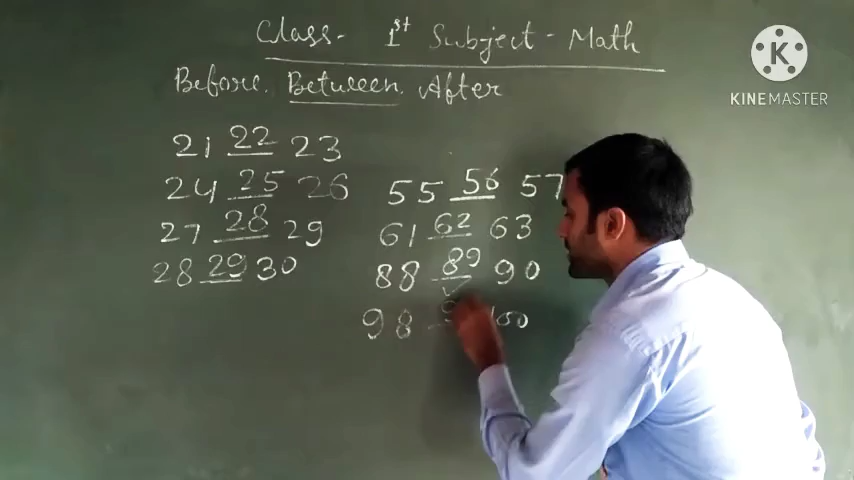 Class- 1st Subject - Math
Before. Between. After
21 22 23
24 25 26
27 28 29
28 29 30
55 56 57
61 62 63
88 89 90
98 9 100
K
KINEMASTER